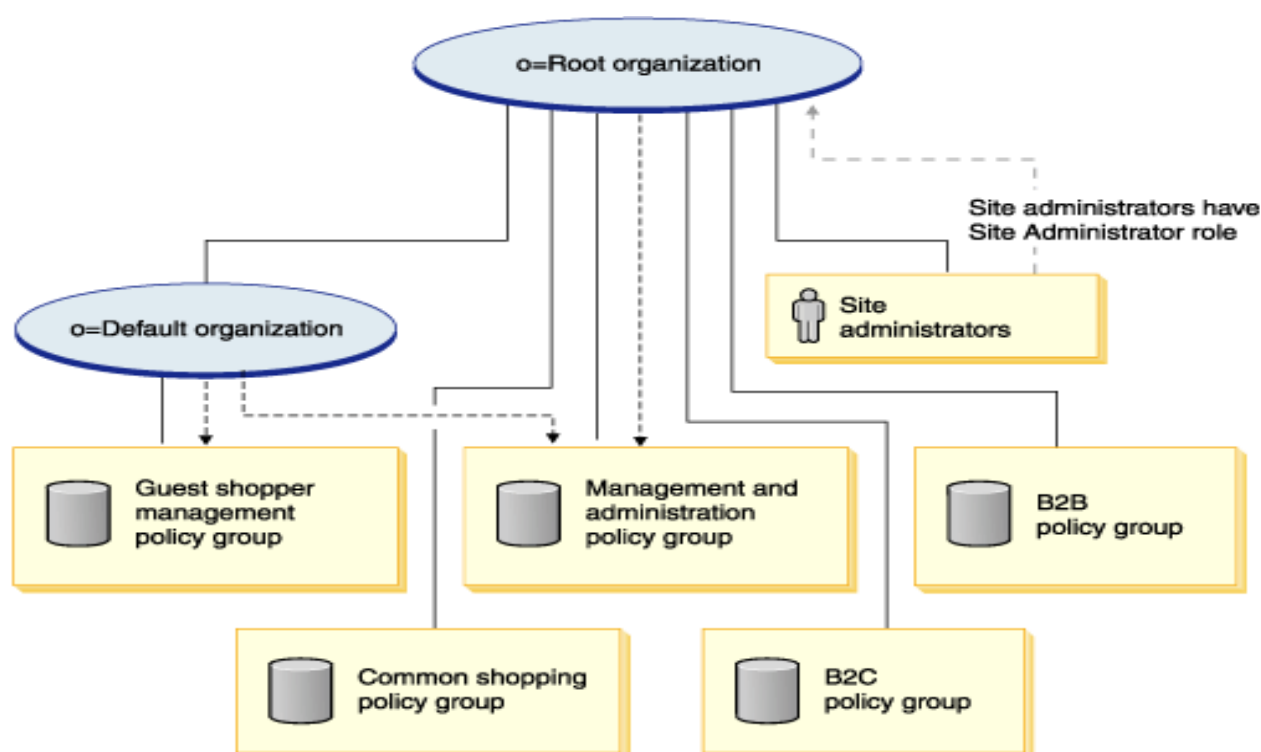 o=Root organization
Site administrators have
Site Administrator role
Site
administrators
o=Default organization
Guest shopper
management
policy group
Management and
administration
policy group
B2B
policy group
Common shopping
policy group
B2C
policy group